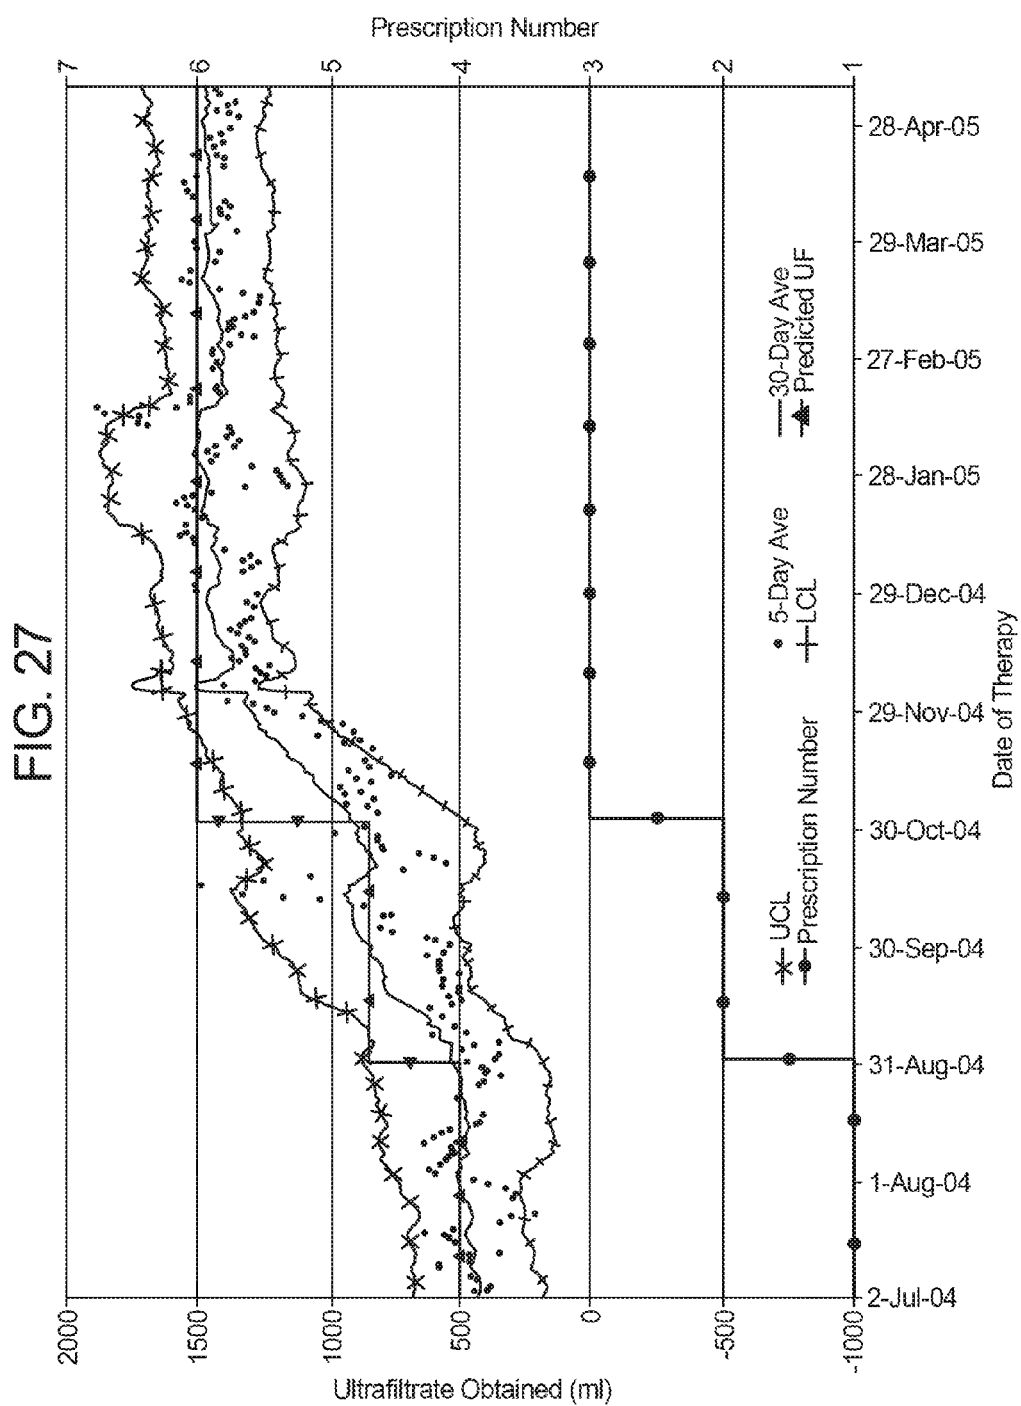 FIG. 27
Prescription Number
7
6
5
4
3
2
1
2000
1500
1000
500
0
-500
-1000
Ultrafiltrate Obtained (ml)
2-Jul-04
1-Aug-04
31-Aug-04
30-Sep-04
30-Oct-04
29-Nov-04
29-Dec-04
28-Jan-05
27-Feb-05
29-Mar-05
28-Apr-05
Date of Therapy
UCL
5-Day Ave
30-Day Ave
Prescription Number
LCL
Predicted UF